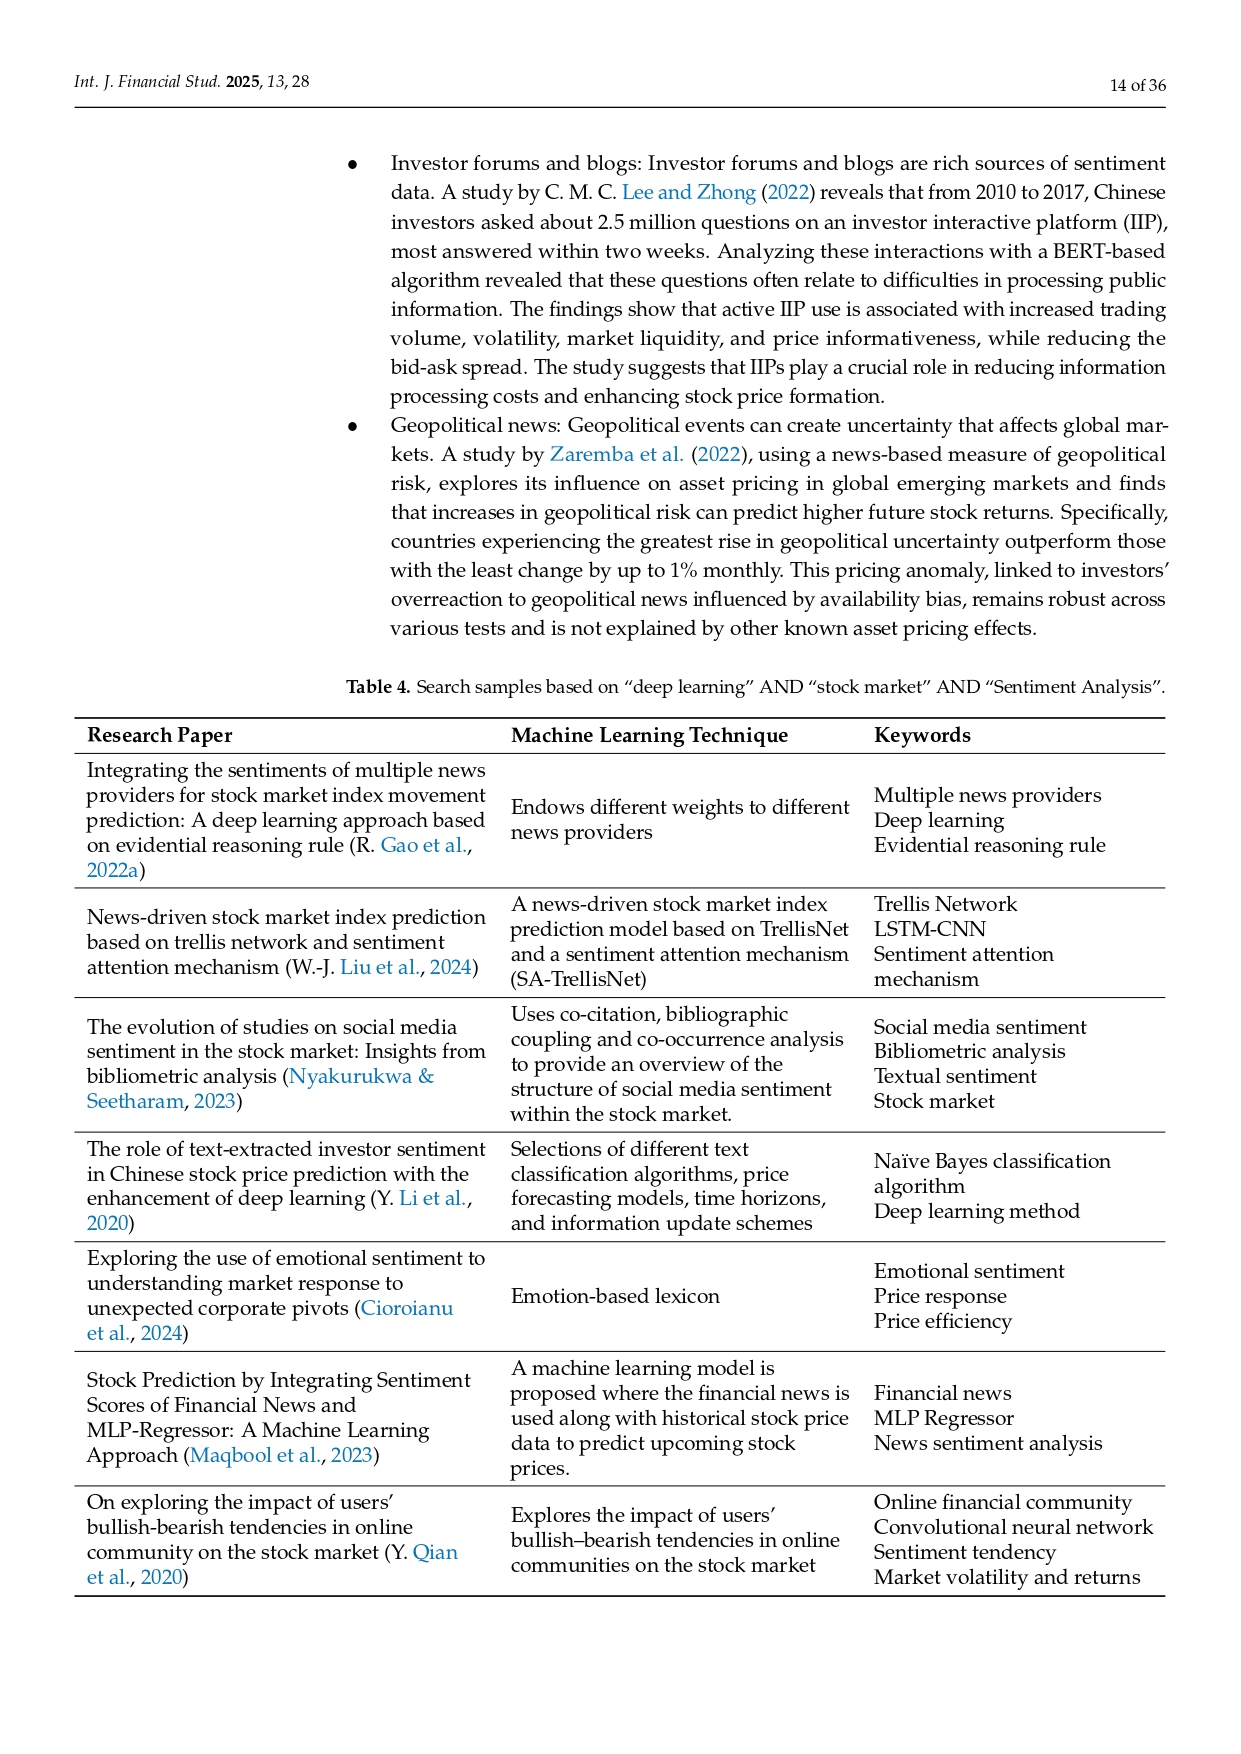 Int. J. Financial Stud. 2025, 13, 28
14 of 36
● Investor forums and blogs: Investor forums and blogs are rich sources of sentiment
data. A study by C. M. C. Lee and Zhong (2022) reveals that from 2010 to 2017, Chinese
investors asked about 2.5 million questions on an investor interactive platform (IIP),
most answered within two weeks. Analyzing these interactions with a BERT-based
algorithm revealed that these questions often relate to difficulties in processing public
information. The findings show that active IIP use is associated with increased trading
volume, volatility, market liquidity, and price informativeness, while reducing the
bid-ask spread. The study suggests that IIPs play a crucial role in reducing information
processing costs and enhancing stock price formation.
● Geopolitical news: Geopolitical events can create uncertainty that affects global mar-
kets. A study by Zaremba et al. (2022), using a news-based measure of geopolitical
risk, explores its influence on asset pricing in global emerging markets and finds
that increases in geopolitical risk can predict higher future stock returns. Specifically,
countries experiencing the greatest rise in geopolitical uncertainty outperform those
with the least change by up to 1% monthly. This pricing anomaly, linked to investors’
overreaction to geopolitical news influenced by availability bias, remains robust across
various tests and is not explained by other known asset pricing effects.
Table 4. Search samples based on “deep learning” AND “stock market” AND “Sentiment Analysis”.
Research Paper
Machine Learning Technique
Keywords
Integrating the sentiments of multiple news
providers for stock market index movement
prediction: A deep learning approach based
on evidential reasoning rule (R. Gao et al.,
2022a)
Endows different weights to different
news providers
Multiple news providers
Deep learning
Evidential reasoning rule
News-driven stock market index prediction
based on trellis network and sentiment
attention mechanism (W.-J. Liu et al., 2024)
A news-driven stock market index
prediction model based on TrellisNet
and a sentiment attention mechanism
(SA-TrellisNet)
Trellis Network
LSTM-CNN
Sentiment attention
mechanism
The evolution of studies on social media
sentiment in the stock market: Insights from
bibliometric analysis (Nyakurukwa &
Seetharam, 2023)
Uses co-citation, bibliographic
coupling and co-occurrence analysis
to provide an overview of the
structure of social media sentiment
within the stock market.
Social media sentiment
Bibliometric analysis
Textual sentiment
Stock market
The role of text-extracted investor sentiment
in Chinese stock price prediction with the
enhancement of deep learning (Y. Li et al.,
2020)
Selections of different text
classification algorithms, price
forecasting models, time horizons,
and information update schemes
Naïve Bayes classification
algorithm
Deep learning method
Exploring the use of emotional sentiment to
understanding market response to
unexpected corporate pivots (Cioroianu
et al., 2024)
Emotion-based lexicon
Emotional sentiment
Price response
Price efficiency
Stock Prediction by Integrating Sentiment
Scores of Financial News and
MLP-Regressor: A Machine Learning
Approach (Maqbool et al., 2023)
A machine learning model is
proposed where the financial news is
used along with historical stock price
data to predict upcoming stock
prices.
Financial news
MLP Regressor
News sentiment analysis
On exploring the impact of users’
bullish-bearish tendencies in online
community on the stock market (Y. Qian
et al., 2020)
Explores the impact of users’
bullish–bearish tendencies in online
communities on the stock market
Online financial community
Convolutional neural network
Sentiment tendency
Market volatility and returns